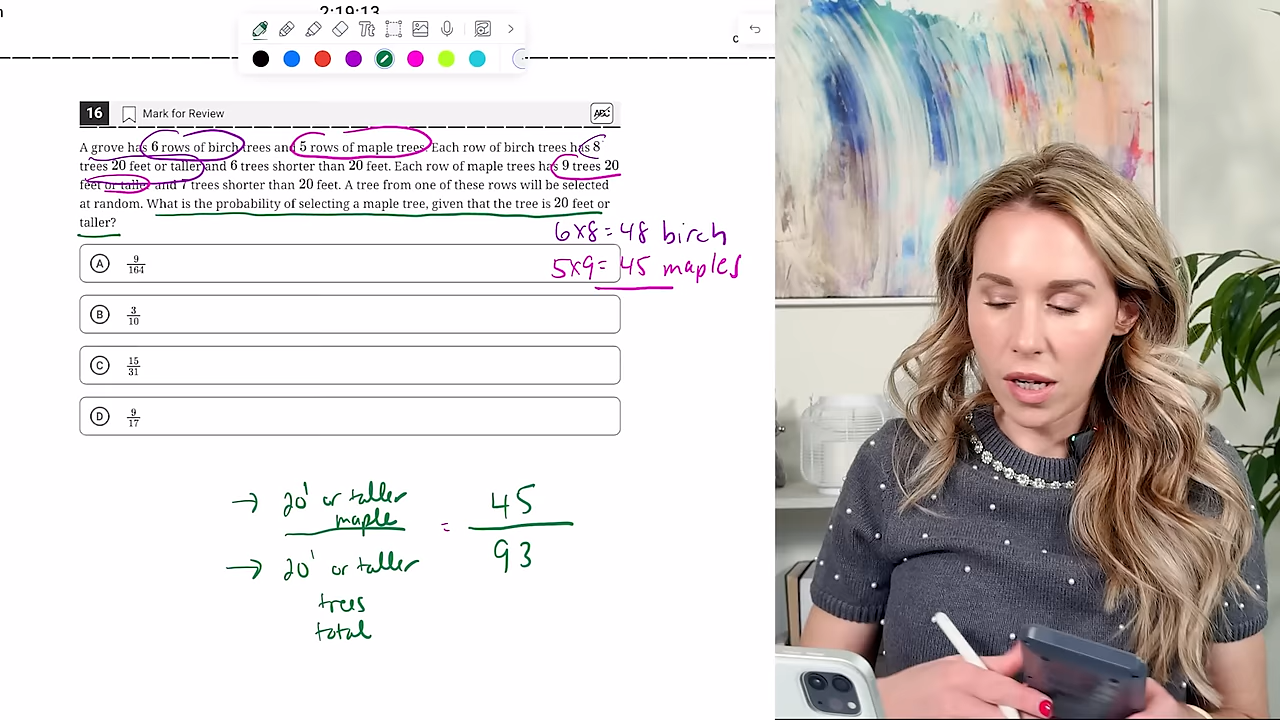 2:19:13
Tt
16 Mark for Review ABC
A grove has 6 rows of birch trees and 5 rows of maple trees. Each row of birch trees has 8
trees 20 feet or taller and 6 trees shorter than 20 feet. Each row of maple trees has 9 trees 20
feet or taller and 7 trees shorter than 20 feet. A tree from one of these rows will be selected
at random. What is the probability of selecting a maple tree, given that the tree is 20 feet or
taller?
6x8=48 birch
5x9=45 maples
A 9/164
B 3/10
C 15/31
D 9/17
→ 20' or taller
maple
= 45
93
→ 20' or taller
trees
total